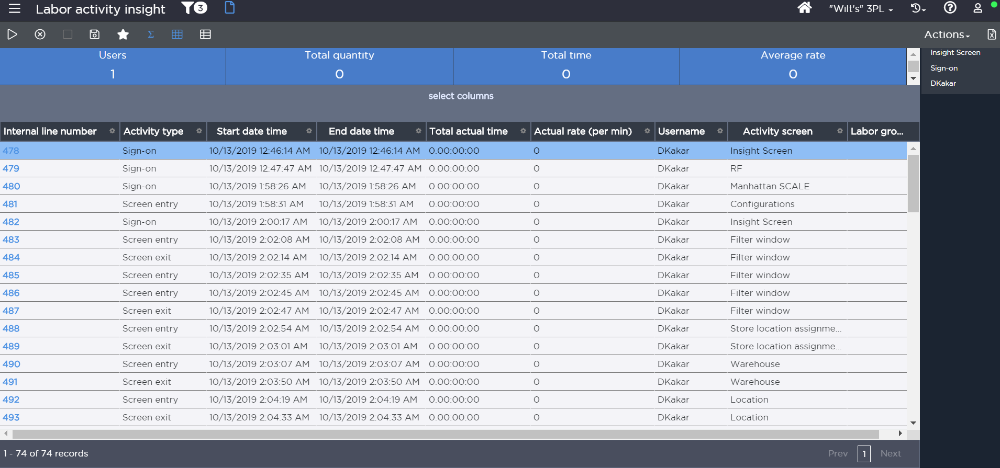 Labor activity insight 3 "Wilt's" 3PL
Actions
Users Total quantity Total time Average rate
1 0 0 0
Insight Screen
Sign-on
DKakar
select columns
Internal line number Activity type Start date time End date time Total actual time Actual rate (per min) Username Activity screen Labor gro...
478 Sign-on 10/13/2019 12:46:14 AM 10/13/2019 12:46:14 AM 0.00:00:00 0 DKakar Insight Screen
479 Sign-on 10/13/2019 12:47:47 AM 10/13/2019 12:47:47 AM 0.00:00:00 0 DKakar RF
480 Sign-on 10/13/2019 1:58:26 AM 10/13/2019 1:58:26 AM 0.00:00:00 0 DKakar Manhattan SCALE
481 Screen entry 10/13/2019 1:58:31 AM 10/13/2019 1:58:31 AM 0.00:00:00 0 DKakar Configurations
482 Sign-on 10/13/2019 2:00:17 AM 10/13/2019 2:00:17 AM 0.00:00:00 0 DKakar Insight Screen
483 Screen entry 10/13/2019 2:02:08 AM 10/13/2019 2:02:08 AM 0.00:00:00 0 DKakar Filter window
484 Screen exit 10/13/2019 2:02:14 AM 10/13/2019 2:02:14 AM 0.00:00:00 0 DKakar Filter window
485 Screen entry 10/13/2019 2:02:35 AM 10/13/2019 2:02:35 AM 0.00:00:00 0 DKakar Filter window
486 Screen entry 10/13/2019 2:02:45 AM 10/13/2019 2:02:45 AM 0.00:00:00 0 DKakar Filter window
487 Screen exit 10/13/2019 2:02:47 AM 10/13/2019 2:02:47 AM 0.00:00:00 0 DKakar Filter window
488 Screen entry 10/13/2019 2:02:54 AM 10/13/2019 2:02:54 AM 0.00:00:00 0 DKakar Store location assignme...
489 Screen exit 10/13/2019 2:03:01 AM 10/13/2019 2:03:01 AM 0.00:00:00 0 DKakar Store location assignme...
490 Screen entry 10/13/2019 2:03:07 AM 10/13/2019 2:03:07 AM 0.00:00:00 0 DKakar Warehouse
491 Screen exit 10/13/2019 2:03:50 AM 10/13/2019 2:03:50 AM 0.00:00:00 0 DKakar Warehouse
492 Screen entry 10/13/2019 2:04:19 AM 10/13/2019 2:04:19 AM 0.00:00:00 0 DKakar Location
493 Screen exit 10/13/2019 2:04:33 AM 10/13/2019 2:04:33 AM 0.00:00:00 0 DKakar Location
1 - 74 of 74 records Prev 1 Next